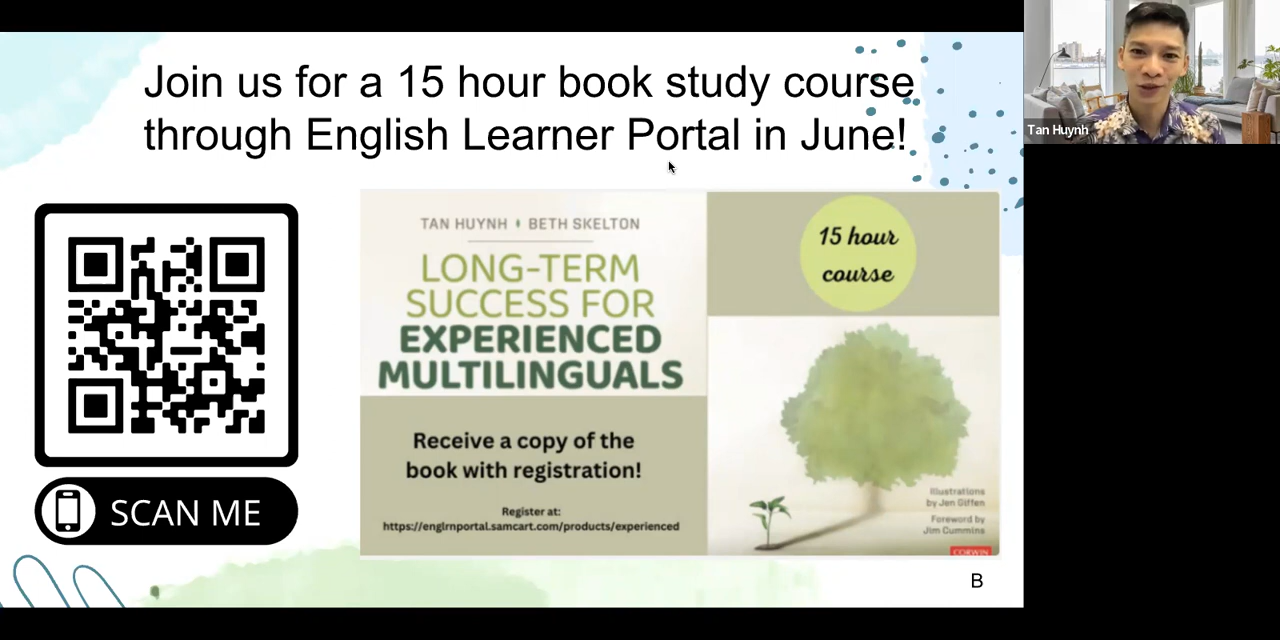 Join us for a 15 hour book study course
through English Learner Portal in June!
Tan Huynh
TAN HUYNH • BETH SKELTON
LONG-TERM
SUCCESS FOR
EXPERIENCED
MULTILINGUALS
15 hour
course
Receive a copy of the
book with registration!
Register at:
https://englrnportal.samcart.com/products/experienced
Illustrations
by Jen Giffen
Foreword by
Jim Cummins
CORWIN
SCAN ME
B